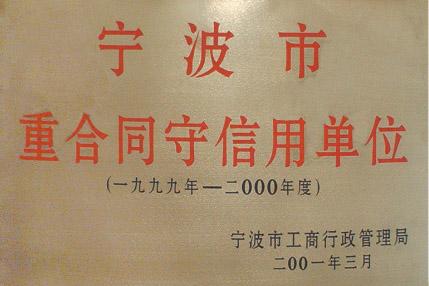 宁波市
重合同守信用单位
(一九九九年—二000年度)
宁波市工商行政管理局
二00一年三月